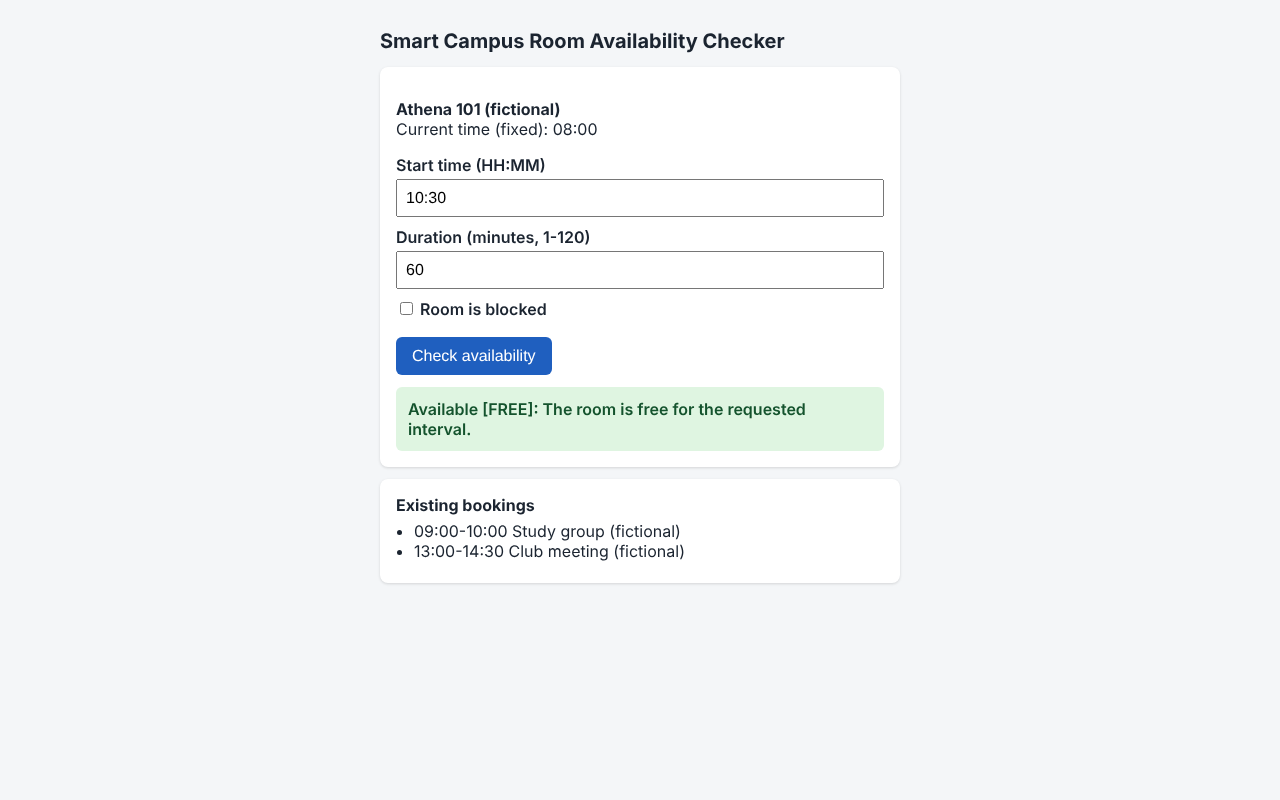 Smart Campus Room Availability Checker
Athena 101 (fictional)
Current time (fixed): 08:00
Start time (HH:MM)
10:30
Duration (minutes, 1-120)
60
Room is blocked
Check availability
Available [FREE]: The room is free for the requested
interval.
Existing bookings
09:00-10:00 Study group (fictional)
13:00-14:30 Club meeting (fictional)